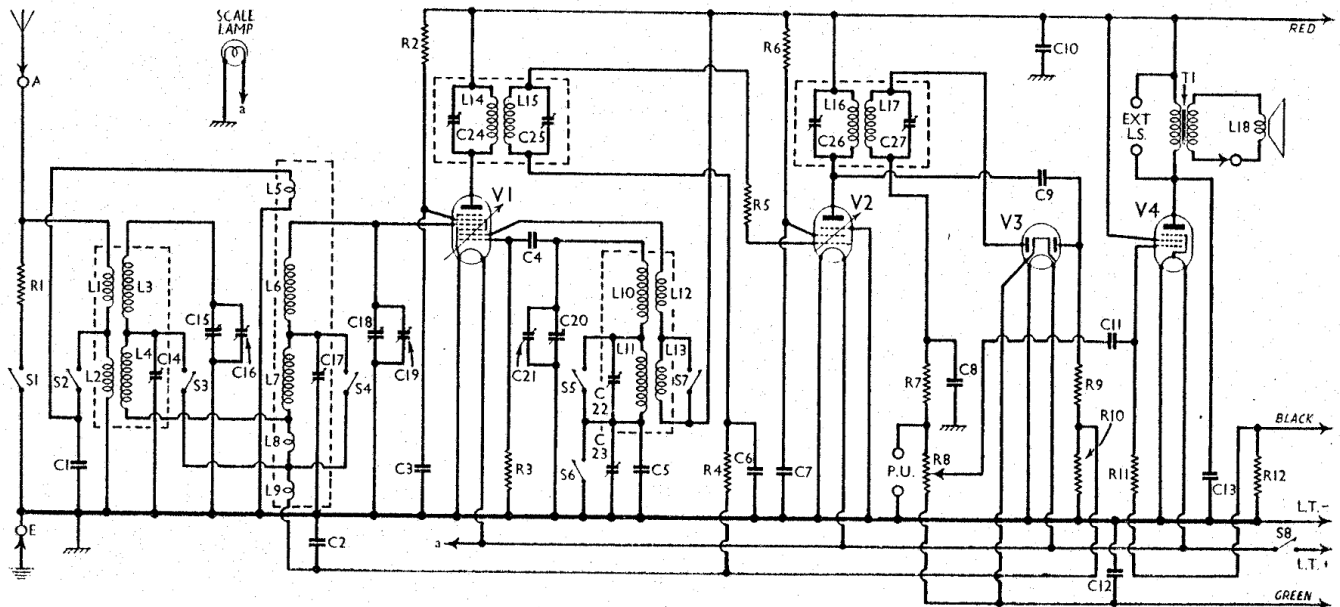 SCALE
LAMP
a
A
R1
S1
E
S2
C1
L1
L2
L3
L4
C14
S3
C15
C16
L5
L6
L7
L8
L9
C17
S4
C2
C18
C19
R2
C3
L14
L15
C24
C25
V1
R3
C4
C21
C20
L10
L11
L12
L13
S5
S6
S7
C
22
C
23
C5
R4
C6
R5
R6
C7
L16
L17
C26
C27
V2
C9
R7
C8
P.U.
R8
V3
R9
R10
C10
C11
R11
C12
EXT
L.S.
T1
L18
V4
C13
R12
S8
a
RED
BLACK
L.T.-
L.T.+
GREEN